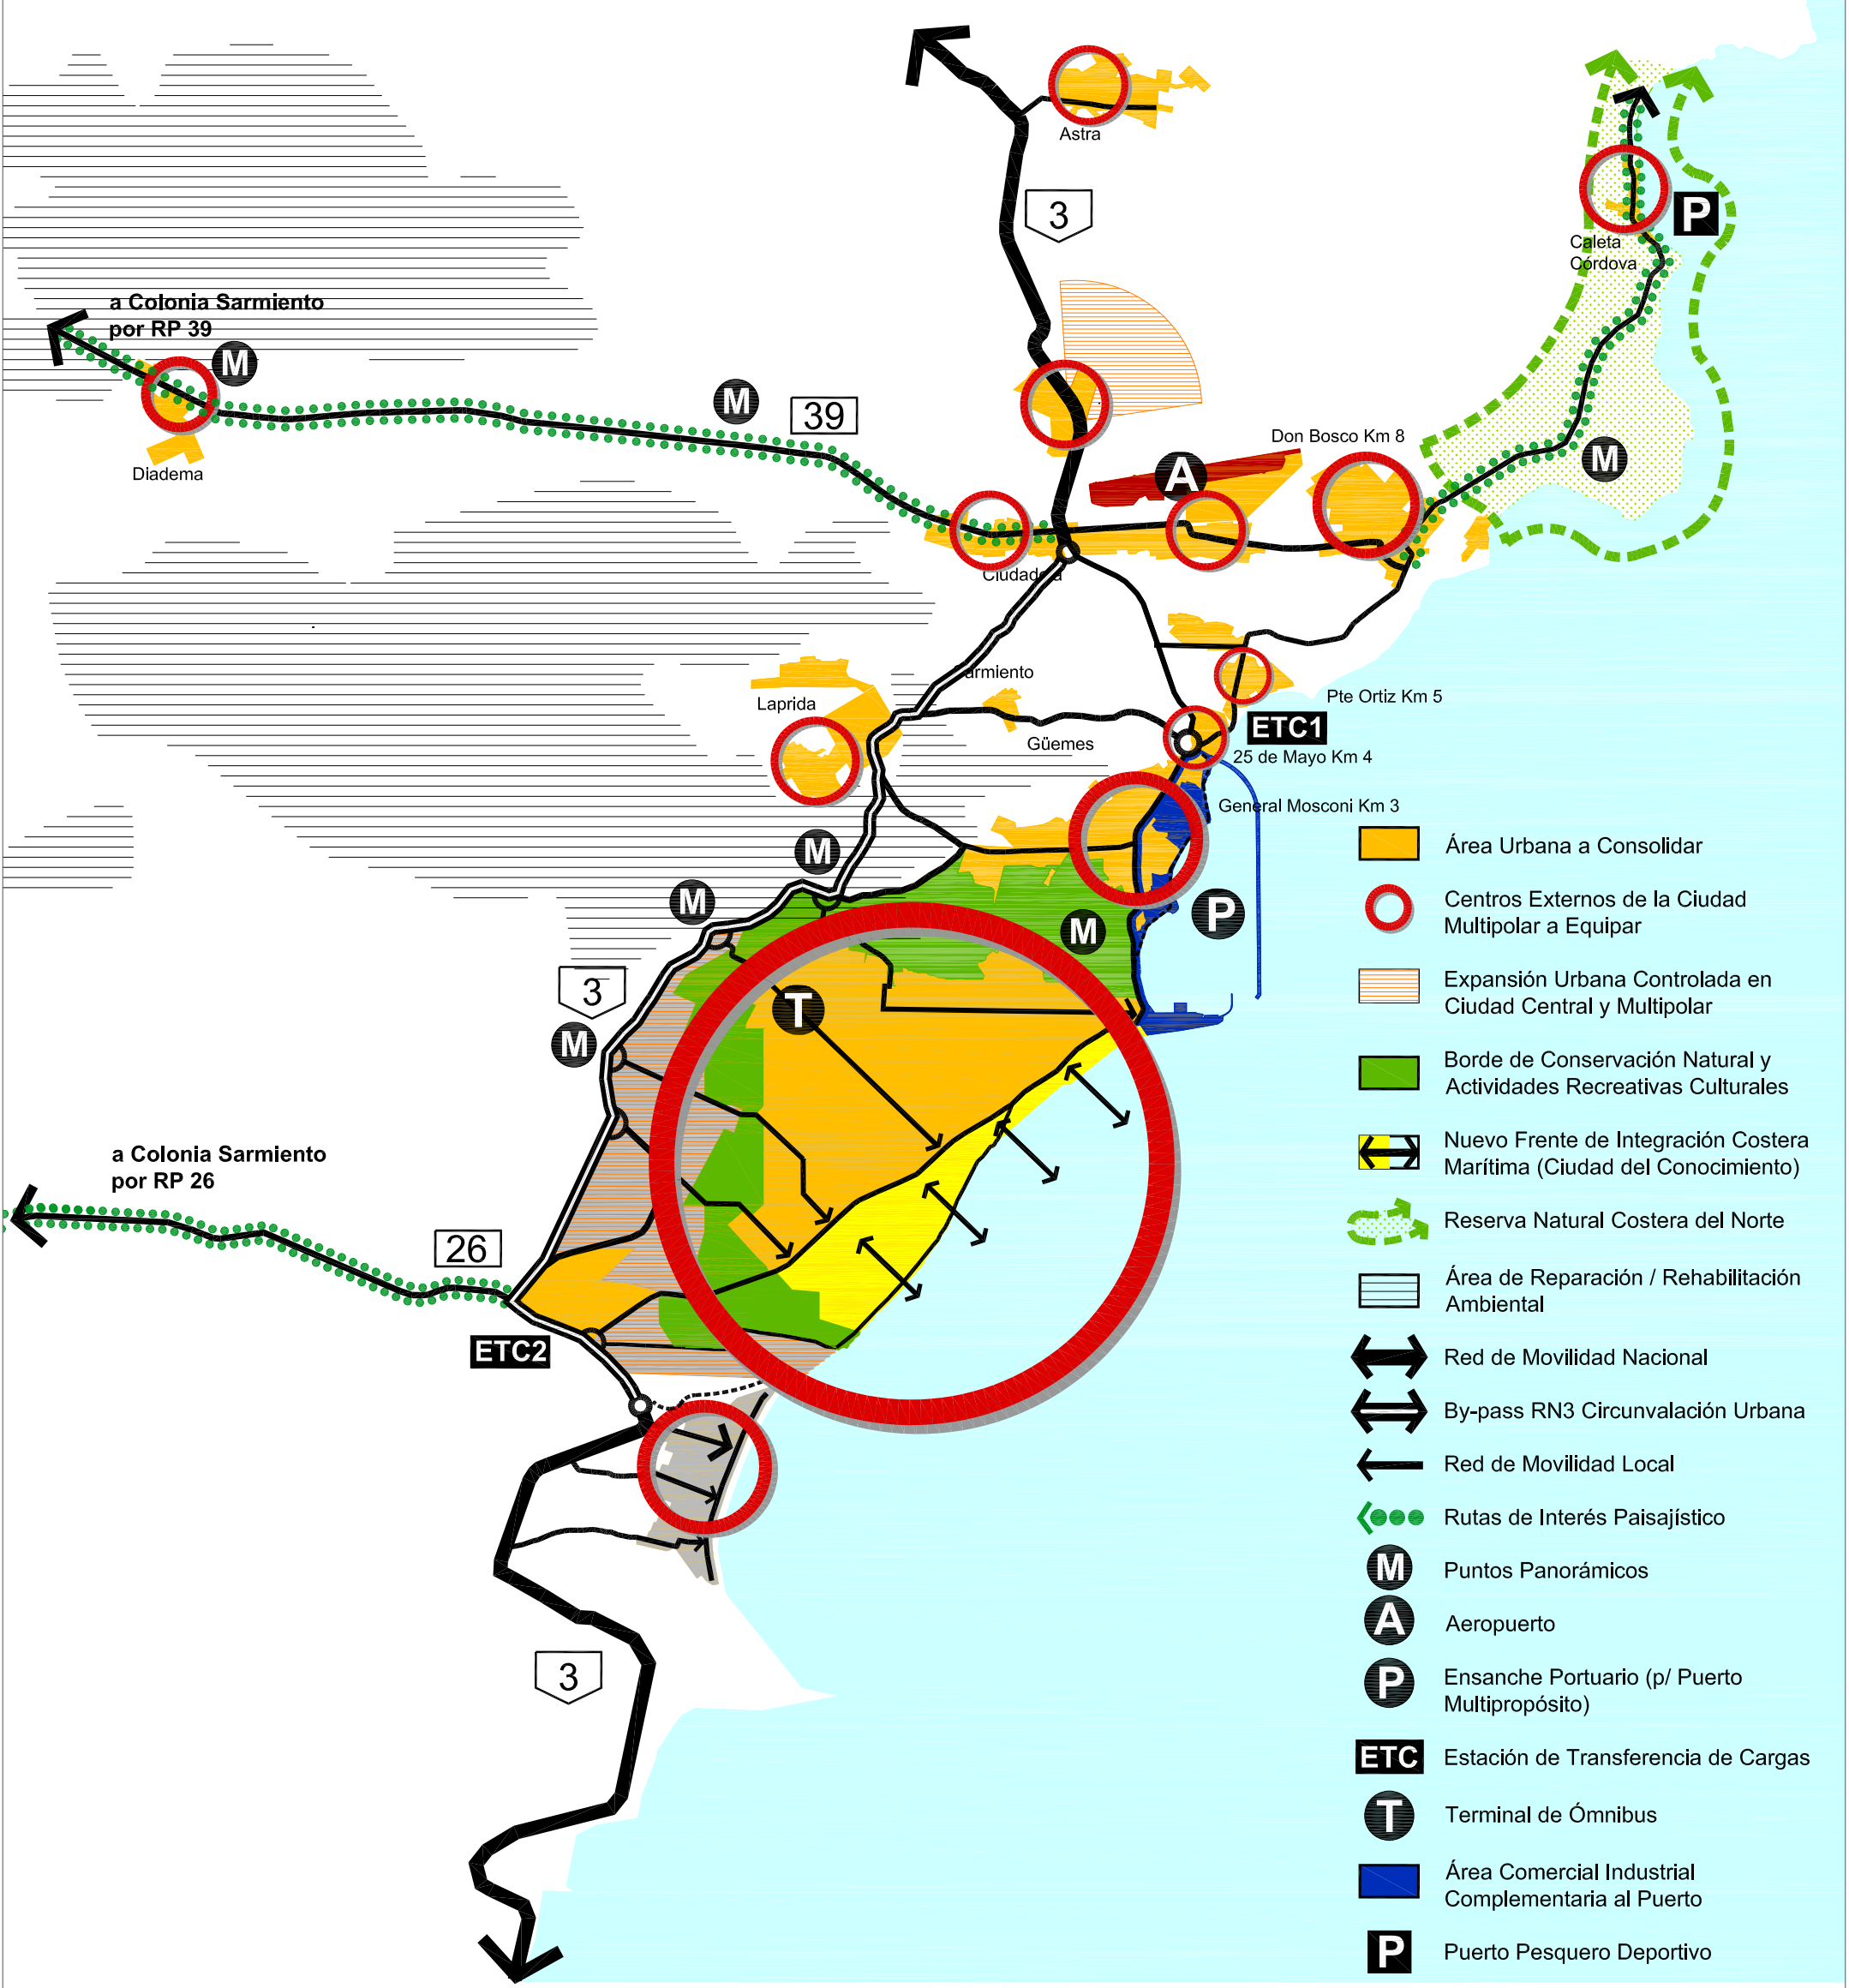 Astra
3
P
Caleta
Córdova
a Colonia Sarmiento
por RP 39
M
M
39
Diadema
Don Bosco Km 8
A
M
Ciudadela
Sarmiento
Laprida
Güemes
Pte Ortiz Km 5
ETC1
25 de Mayo Km 4
General Mosconi Km 3
M
M
M
P
3
T
M
a Colonia Sarmiento
por RP 26
26
ETC2
3
Área Urbana a Consolidar
Centros Externos de la Ciudad
Multipolar a Equipar
Expansión Urbana Controlada en
Ciudad Central y Multipolar
Borde de Conservación Natural y
Actividades Recreativas Culturales
Nuevo Frente de Integración Costera
Marítima (Ciudad del Conocimiento)
Reserva Natural Costera del Norte
Área de Reparación / Rehabilitación
Ambiental
Red de Movilidad Nacional
By-pass RN3 Circunvalación Urbana
Red de Movilidad Local
Rutas de Interés Paisajístico
M Puntos Panorámicos
A Aeropuerto
P Ensanche Portuario (p/ Puerto
Multipropósito)
ETC Estación de Transferencia de Cargas
T Terminal de Ómnibus
Área Comercial Industrial
Complementaria al Puerto
P Puerto Pesquero Deportivo